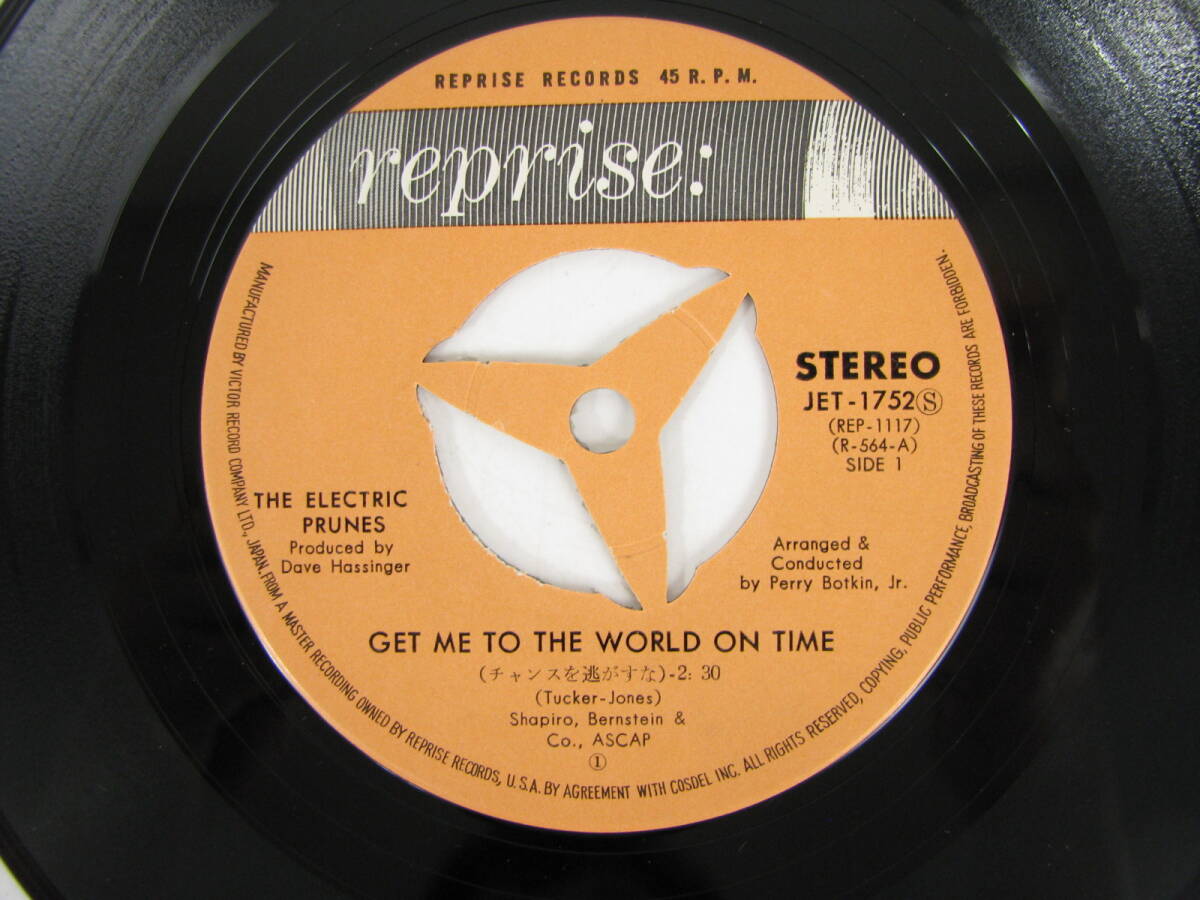 REPRISE RECORDS 45 R.P.M.
reprise:
STEREO
JET-1752Ⓢ
(REP-1117)
(R-564-A)
SIDE 1
THE ELECTRIC
PRUNES
Produced by
Dave Hassinger
Arranged &
Conducted
by Perry Botkin, Jr.
GET ME TO THE WORLD ON TIME
(チャンスを逃がすな)-2: 30
(Tucker-Jones)
Shapiro, Bernstein &
Co., ASCAP
①
MANUFACTURED BY VICTOR RECORD COMPANY LTD., JAPAN. FROM A MASTER RECORDING OWNED BY REPRISE RECORDS, U.S.A. BY AGREEMENT WITH COSDEL INC. ALL RIGHTS RESERVED, COPYING, PUBLIC PERFORMANCE, BROADCASTING OF THESE RECORDS ARE FORBIDDEN.